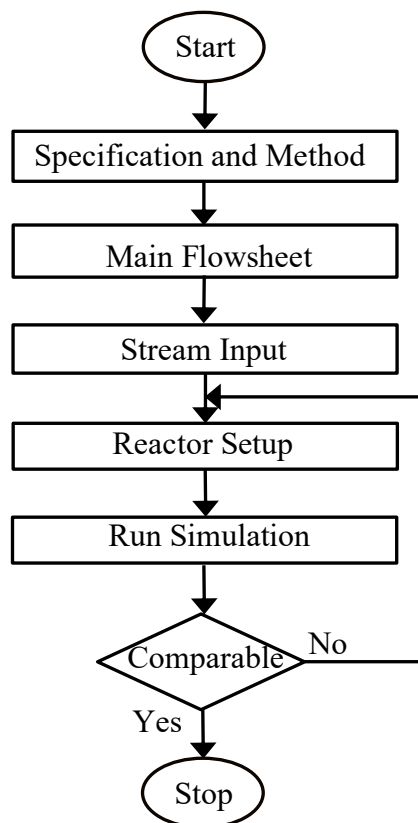 Start
Specification and Method
Main Flowsheet
Stream Input
Reactor Setup
Run Simulation
Comparable
No
Yes
Stop